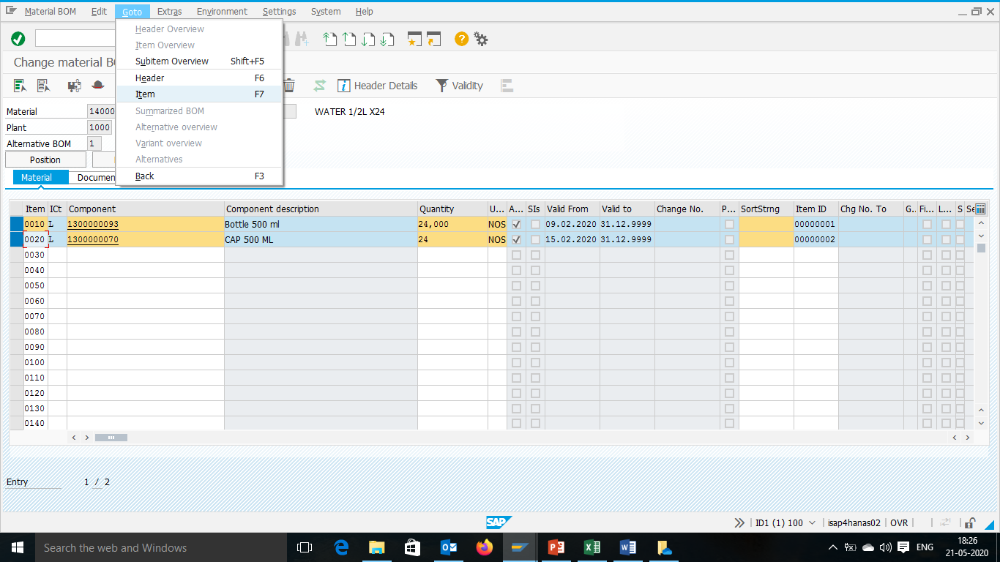 Material BOM Edit Goto Extras Environment Settings System Help
Header Overview
Item Overview
Subitem Overview Shift+F5
Header F6
Item F7
Summarized BOM
Alternative overview
Variant overview
Alternatives
Back F3
Change material BO
Header Details Validity
Material 14000 WATER 1/2L X24
Plant 1000
Alternative BOM 1
Position
Material Documen
Item ICt Component Component description Quantity U... A... SIs Valid From Valid to Change No. P... SortStrng Item ID Chg No. To G.. Fi... L... S Se
0010 L 1300000093 Bottle 500 ml 24,000 NOS 09.02.2020 31.12.9999 00000001
0020 L 1300000070 CAP 500 ML 24 NOS 15.02.2020 31.12.9999 00000002
0030
0040
0050
0060
0070
0080
0090
0100
0110
0120
0130
0140
Entry 1 / 2
SAP ID1 (1) 100 isap4hanas02 OVR
Search the web and Windows ENG 18:26
21-05-2020